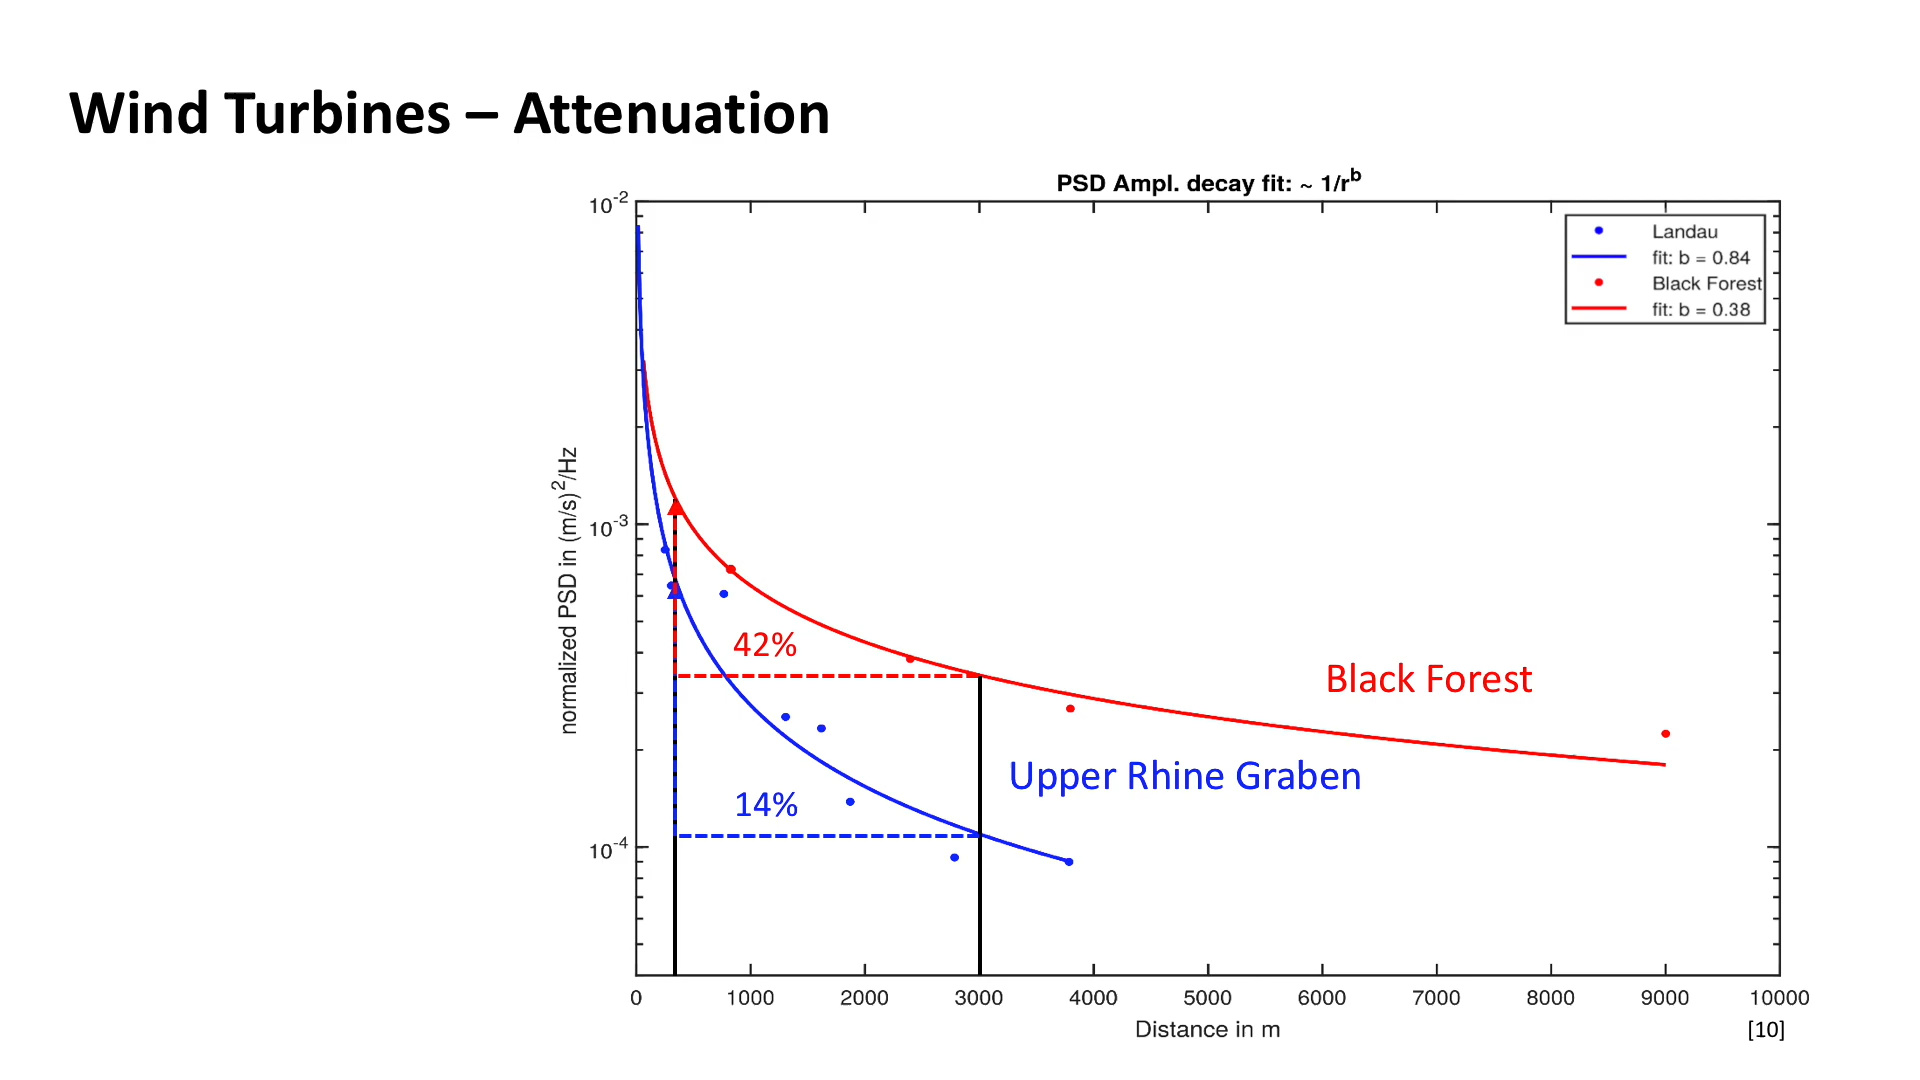 Wind Turbines – Attenuation
PSD Ampl. decay fit: ~ 1/r^b
10^-2
10^-3
10^-4
normalized PSD in (m/s)^2/Hz
Landau
fit: b = 0.84
Black Forest
fit: b = 0.38
42%
Black Forest
Upper Rhine Graben
14%
0 1000 2000 3000 4000 5000 6000 7000 8000 9000 10000
Distance in m
[10]